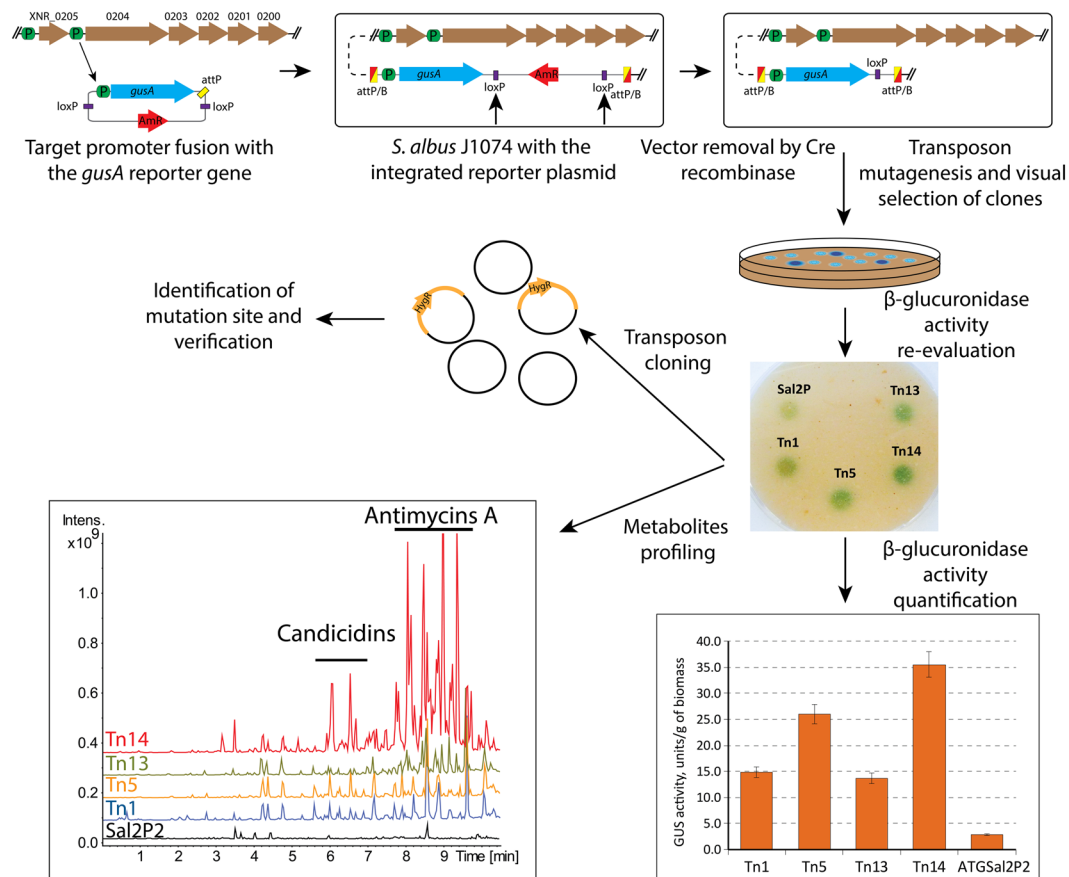 XNR_0205 0204 0203 0202 0201 0200
P P
P gusA attP
loxP loxP
AmR
Target promoter fusion with
the gusA reporter gene
P P
P gusA AmR
attP/B loxP loxP attP/B
S. albus J1074 with the
integrated reporter plasmid
P P
P gusA loxP
attP/B attP/B
Vector removal by Cre
recombinase
Transposon
mutagenesis and visual
selection of clones
β-glucuronidase
activity
re-evaluation
Sal2P Tn13
Tn1 Tn14
Tn5
Transposon
cloning
HygR HygR
Identification of
mutation site and
verification
Metabolites
profiling
β-glucuronidase
activity
quantification
Intens.
x10⁹
Antimycins A
Candicidins
1.0
0.8
0.6
0.4
0.2
0.0
Tn14
Tn13
Tn5
Tn1
Sal2P2
1 2 3 4 5 6 7 8 9 Time [min]
GUS activity, units/g of biomass
40.0
35.0
30.0
25.0
20.0
15.0
10.0
5.0
0.0
Tn1 Tn5 Tn13 Tn14 ATGSal2P2